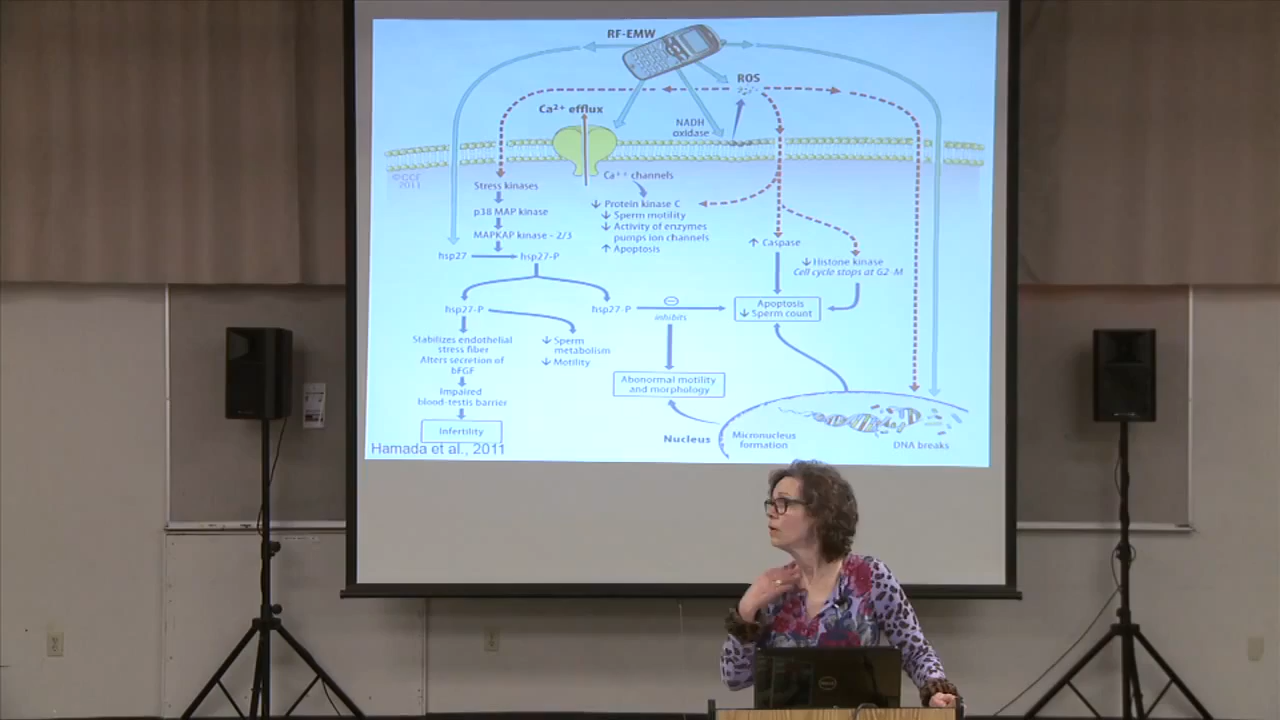 RF-EMW
ROS
Ca²⁺ efflux
NADH
oxidase
©CCF
2011
Ca⁺⁺ channels
Stress kinases
↓ Protein kinase C
↓ Sperm motility
↓ Activity of enzymes
pumps ion channels
↑ Apoptosis
p38 MAP kinase
MAPKAP kinase - 2/3
hsp27
hsp27-P
↑ Caspase
↓ Histone kinase
Cell cycle stops at G2-M
hsp27-P
hsp27-P
inhibits
Apoptosis
↓ Sperm count
Stabilizes endothelial
stress fiber
Alters secretion of
bFGF
↓ Sperm
metabolism
↓ Motility
Impaired
blood-testis barrier
Abonormal motility
and morphology
Infertility
Nucleus
Micronucleus
formation
DNA breaks
Hamada et al., 2011
DELL